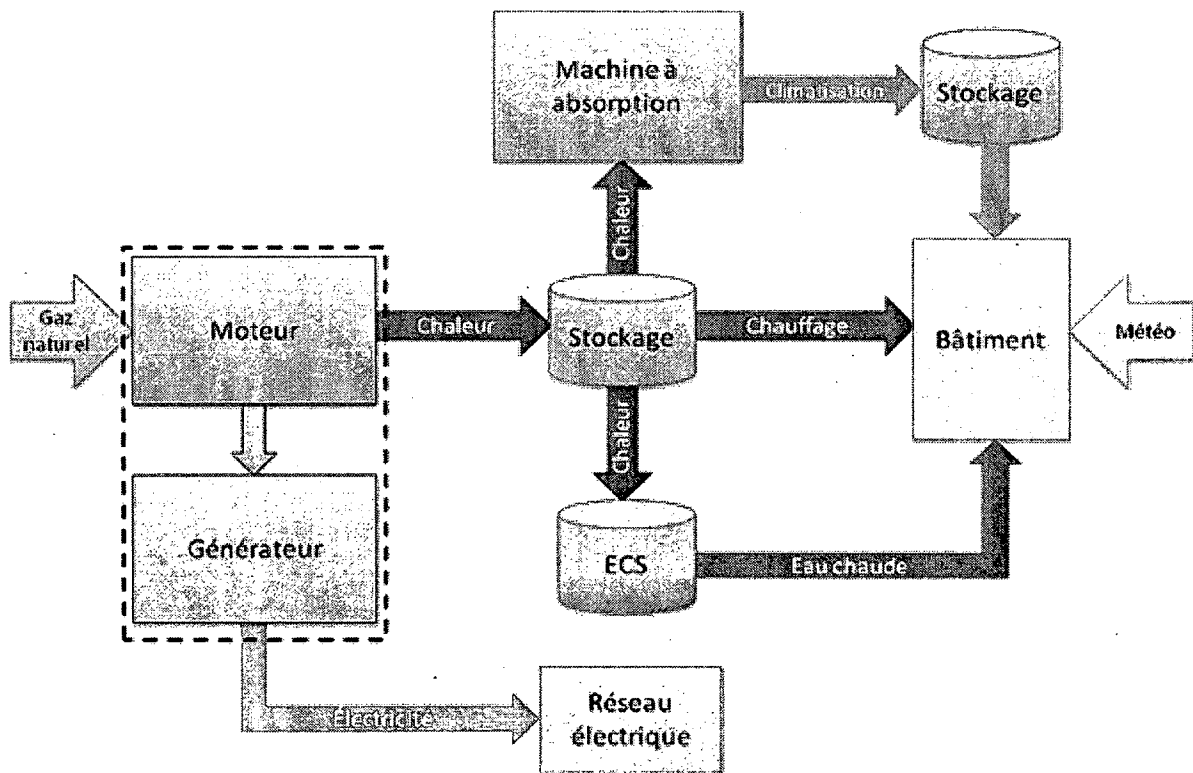 Machine à
absorption
Climatisation
Stockage
Chaleur
Gaz
naturel
Moteur
Chaleur
Stockage
Chauffage
Bâtiment
Météo
Chaleur
Générateur
ECS
Eau chaude
Électricité
Réseau
électrique